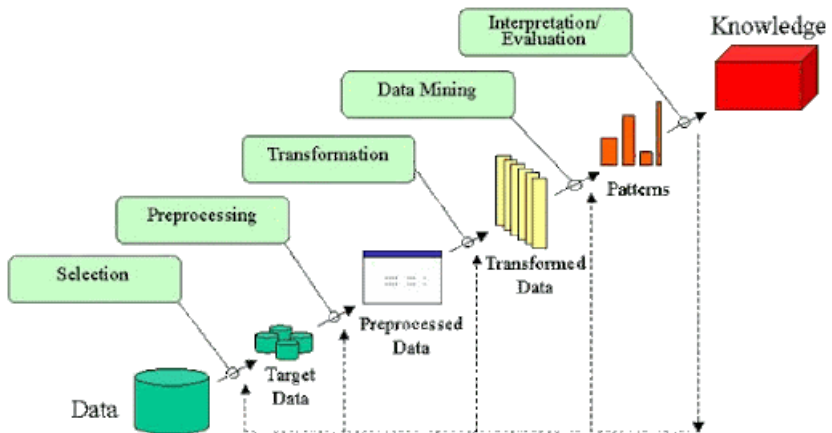 Interpretation/
Evaluation
Knowledge
Data Mining
Transformation
Patterns
Preprocessing
Transformed
Data
Selection
Preprocessed
Data
Target
Data
Data